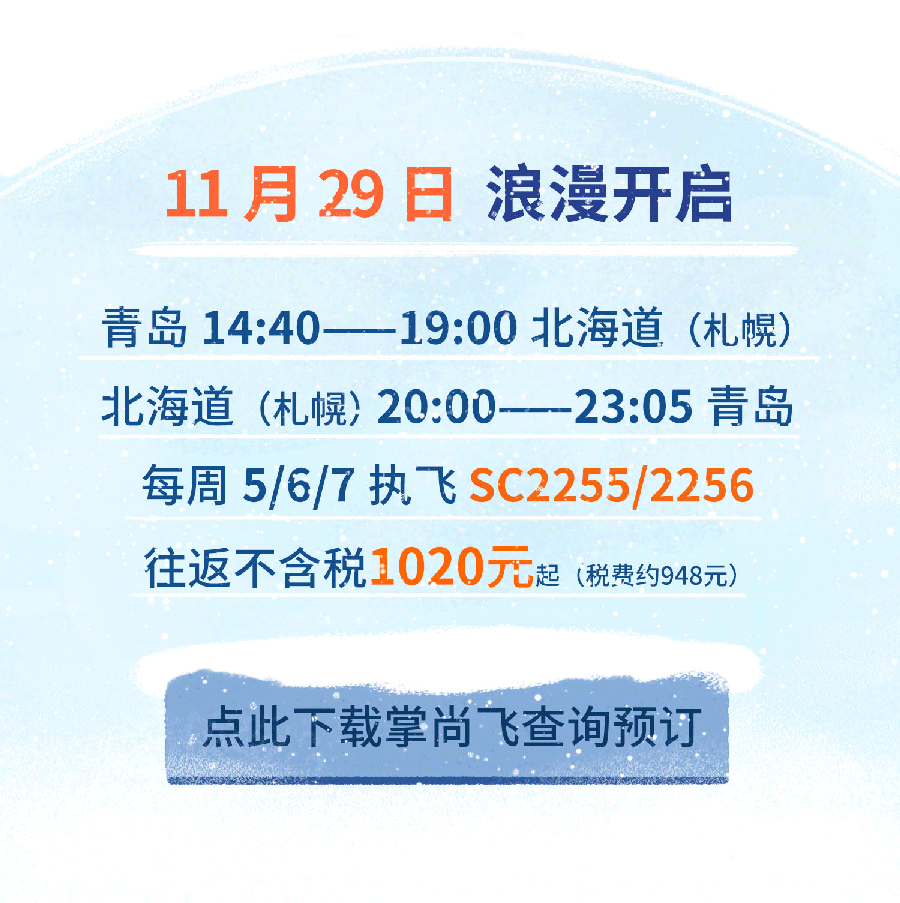 11月29日 浪漫开启
青岛 14:40——19:00 北海道（札幌）
北海道（札幌）20:00——23:05 青岛
每周 5/6/7 执飞 SC2255/2256
往返不含税1020元起（税费约948元）
点此下载掌尚飞查询预订